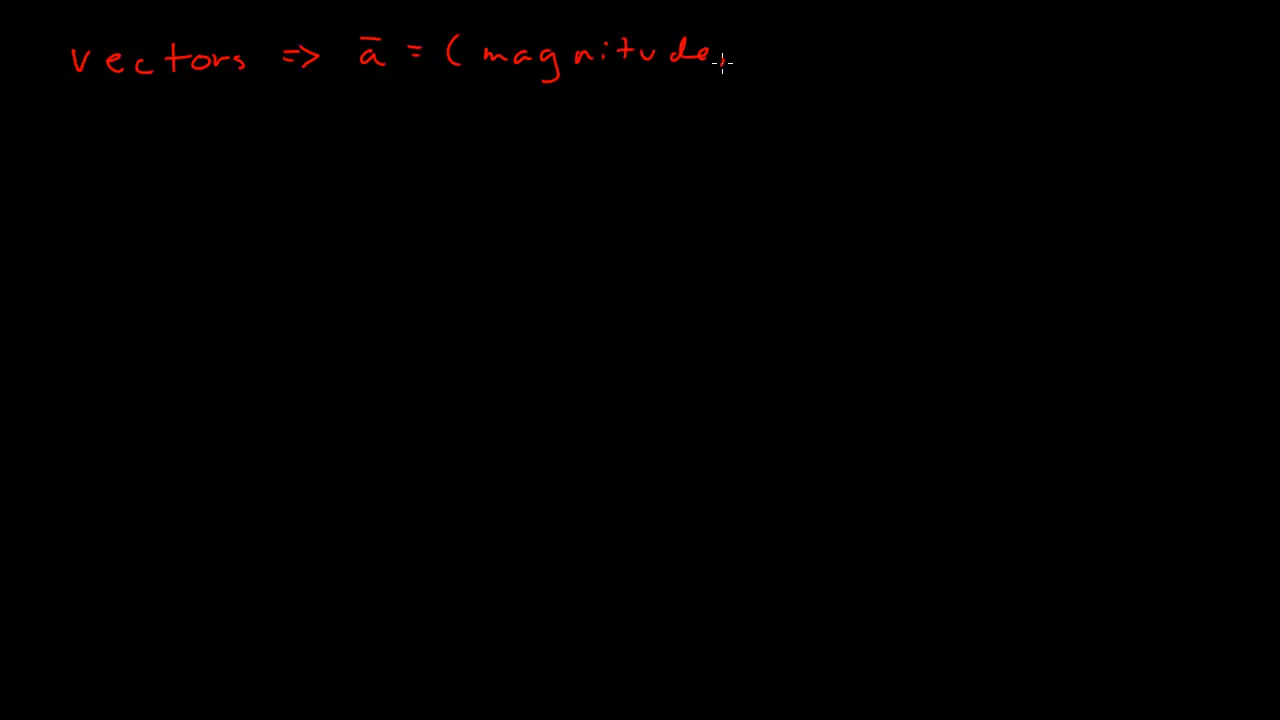 vectors => a̅ = ( magnitude,